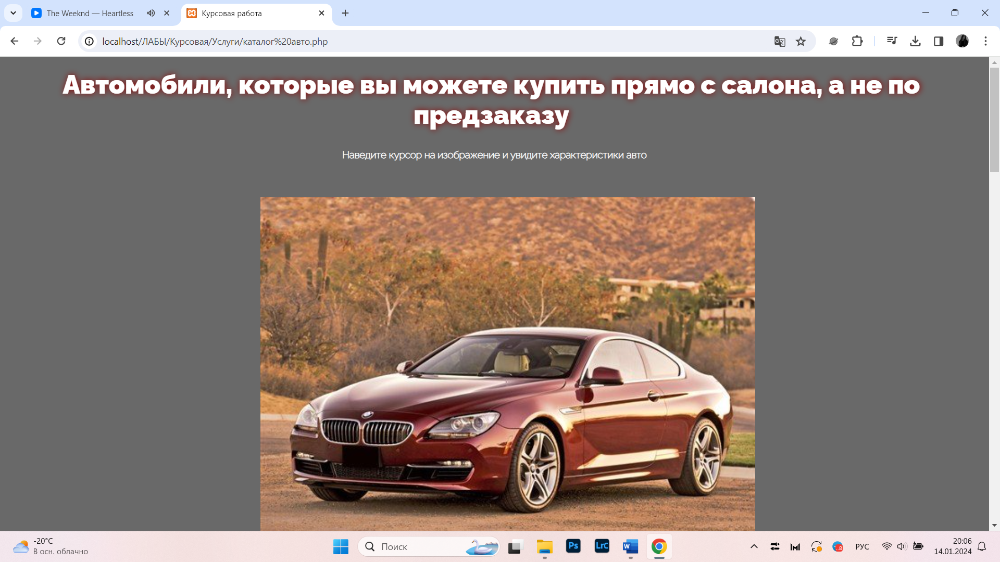 The Weeknd — Heartless
Курсовая работа
localhost/ЛАБЫ/Курсовая/Услуги/каталог%20авто.php
Автомобили, которые вы можете купить прямо с салона, а не по
предзаказу
Наведите курсор на изображение и увидите характеристики авто
-20°C
В осн. облачно
Поиск
Ps
LrC
W
РУС
20:06
14.01.2024